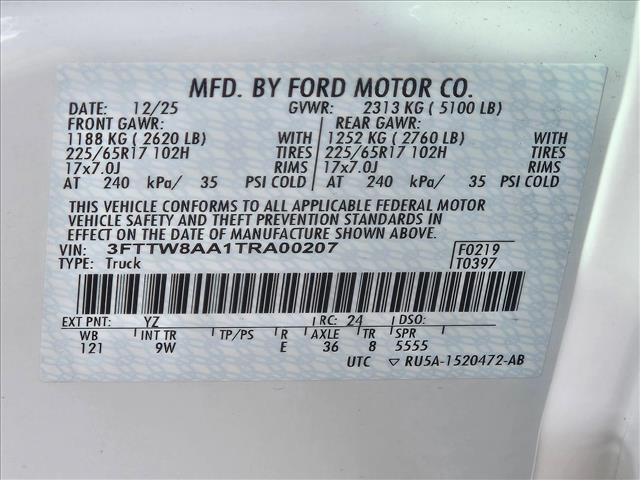 MFD. BY FORD MOTOR CO.
DATE: 12/25 GVWR: 2313 KG ( 5100 LB)
FRONT GAWR: REAR GAWR:
1188 KG ( 2620 LB) WITH 1252 KG ( 2760 LB) WITH
225/65R17 102H TIRES 225/65R17 102H TIRES
17x7.0J RIMS 17x7.0J RIMS
AT 240 kPa/ 35 PSI COLD AT 240 kPa/ 35 PSI COLD
THIS VEHICLE CONFORMS TO ALL APPLICABLE FEDERAL MOTOR
VEHICLE SAFETY AND THEFT PREVENTION STANDARDS IN
EFFECT ON THE DATE OF MANUFACTURE SHOWN ABOVE.
VIN: 3FTTW8AA1TRA00207 F0219
TYPE: Truck T0397
EXT PNT: YZ RC: 24 DSO:
WB INT TR TP/PS R AXLE TR SPR
121 9W E 36 8 5555
UTC ▽ RU5A-1520472-AB